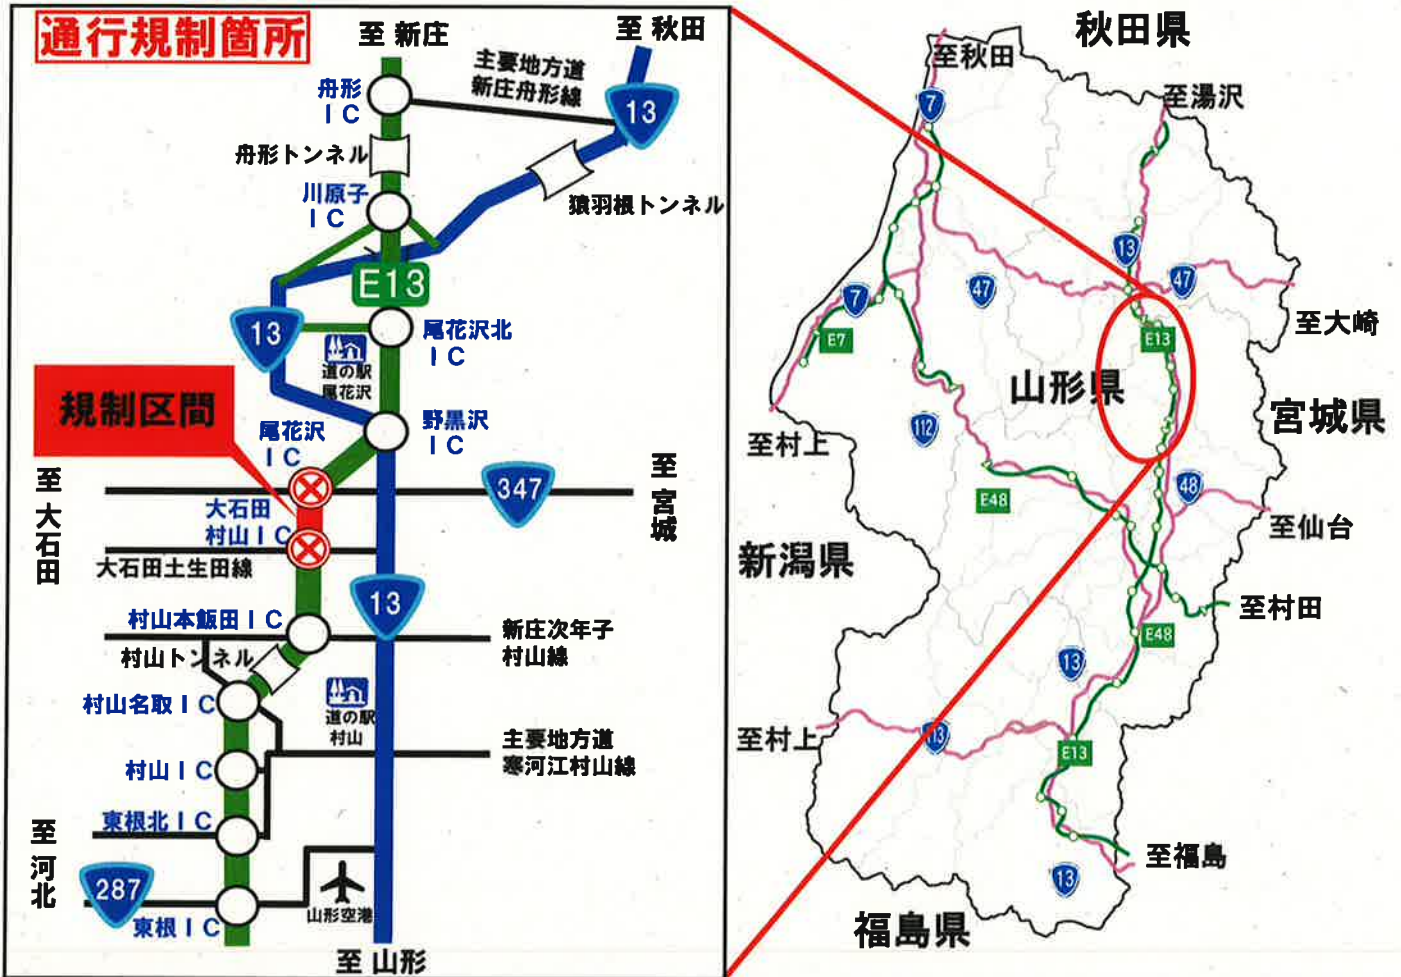 通行規制箇所
至 新庄
至 秋田
主要地方道
新庄舟形線
13
舟形
IC
舟形トンネル
川原子
IC
猿羽根トンネル
E13
13
尾花沢北
IC
道の駅
尾花沢
規制区間
尾花沢
IC
野黒沢
IC
至 大石田
347
至 宮城
大石田
村山IC
大石田土生田線
13
村山本飯田IC
新庄次年子
村山線
村山トンネル
村山名取IC
道の駅
村山
主要地方道
寒河江村山線
村山IC
東根北IC
至 河北
287
東根IC
山形空港
至 山形
秋田県
至秋田
7
至湯沢
13
47
47
7
至大崎
E7
E13
山形県
宮城県
112
至村上
48
E48
至仙台
新潟県
至村田
E48
13
至村上
113
E13
至福島
13
福島県